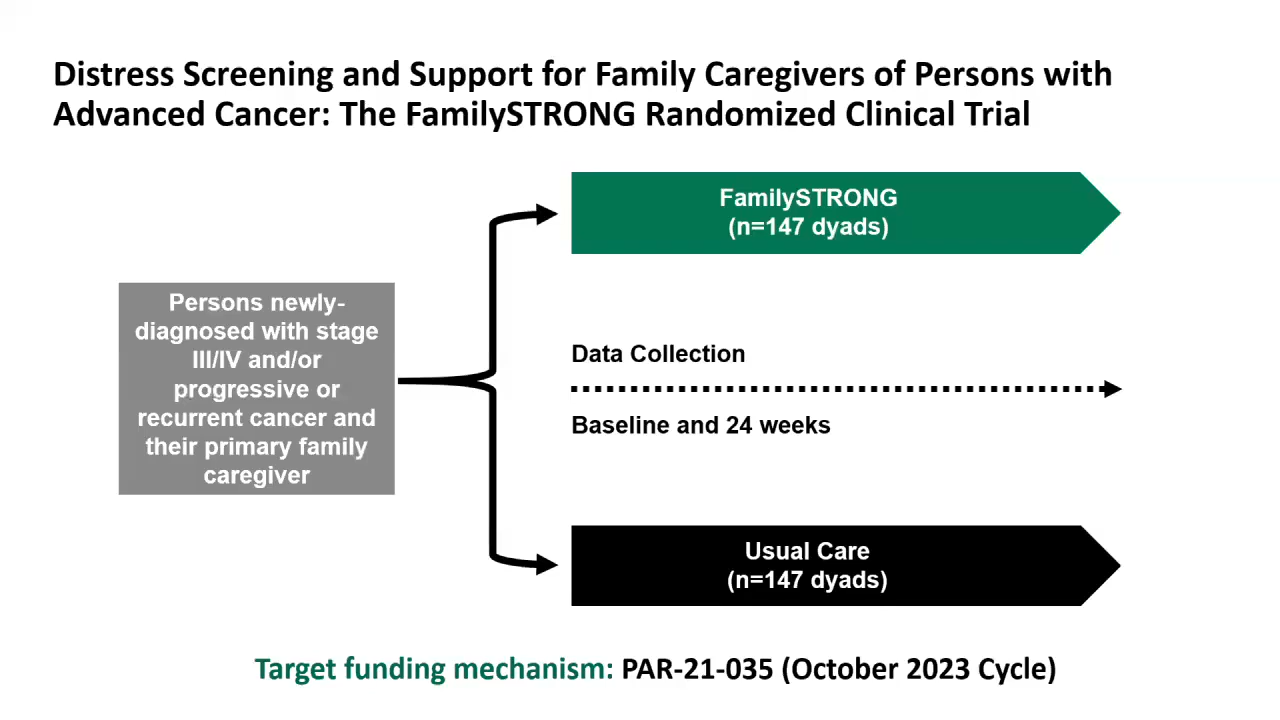 Distress Screening and Support for Family Caregivers of Persons with
Advanced Cancer: The FamilySTRONG Randomized Clinical Trial
FamilySTRONG
(n=147 dyads)
Persons newly-
diagnosed with stage
III/IV and/or
progressive or
recurrent cancer and
their primary family
caregiver
Data Collection
Baseline and 24 weeks
Usual Care
(n=147 dyads)
Target funding mechanism: PAR-21-035 (October 2023 Cycle)